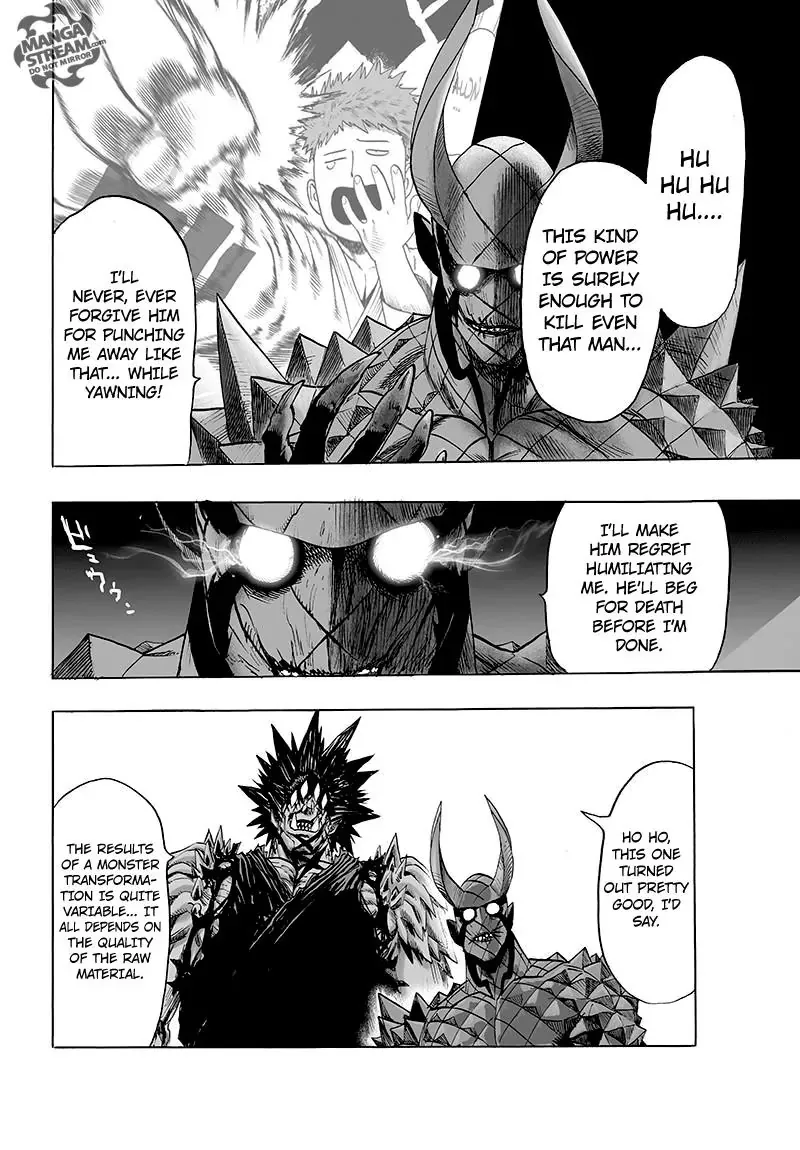 MANGA
STREAM.com
DO NOT MIRROR
HU
HU HU
HU....
THIS KIND
OF POWER
IS SURELY
ENOUGH TO
KILL EVEN
THAT MAN...
I'LL
NEVER, EVER
FORGIVE HIM
FOR PUNCHING
ME AWAY LIKE
THAT... WHILE
YAWNING!
I'LL MAKE
HIM REGRET
HUMILIATING
ME. HE'LL BEG
FOR DEATH
BEFORE I'M
DONE.
HO HO,
THIS ONE
TURNED
OUT PRETTY
GOOD, I'D
SAY.
THE RESULTS
OF A MONSTER
TRANSFORMA-
TION IS QUITE
VARIABLE... IT
ALL DEPENDS ON
THE QUALITY
OF THE RAW
MATERIAL.